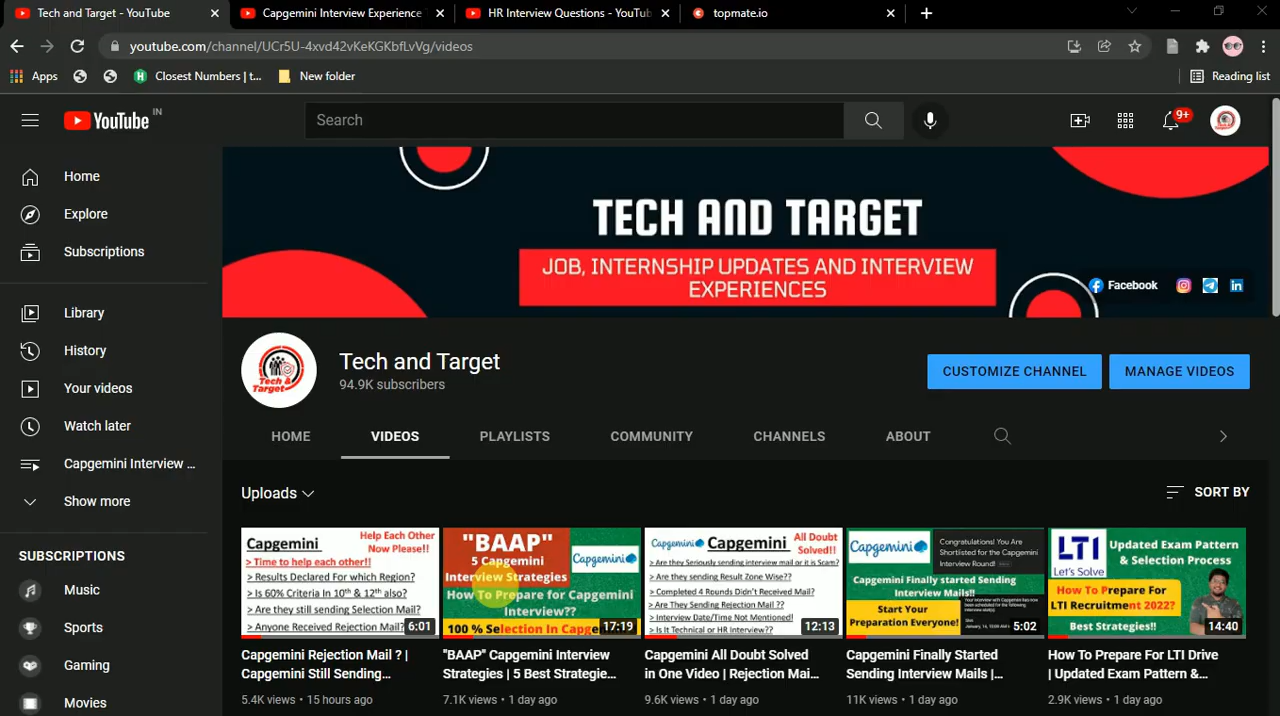 Tech and Target - YouTube
Capgemini Interview Experience
HR Interview Questions - YouTub
topmate.io
youtube.com/channel/UCr5U-4xvd42vKeKGKbfLvVg/videos
Apps
Closest Numbers | t...
New folder
Reading list
YouTube IN
Search
9+
Home
Explore
Subscriptions
Library
History
Your videos
Watch later
Capgemini Interview ...
Show more
SUBSCRIPTIONS
Music
Sports
Gaming
Movies
TECH AND TARGET
JOB, INTERNSHIP UPDATES AND INTERVIEW
EXPERIENCES
Facebook
Tech &
Target
Tech and Target
94.9K subscribers
CUSTOMIZE CHANNEL
MANAGE VIDEOS
HOME
VIDEOS
PLAYLISTS
COMMUNITY
CHANNELS
ABOUT
Uploads
SORT BY
Capgemini
Help Each Other
Now Please!!
> Time to help each other!!
> Results Declared For which Region?
> Is 60% Criteria In 10th & 12th also?
> Are they still sending Selection Mail?
> Anyone Received Rejection Mail?
6:01
Capgemini Rejection Mail ? |
Capgemini Still Sending...
5.4K views • 15 hours ago
"BAAP"
5 Capgemini
Interview Strategies
Capgemini
How To Prepare for Capgemini
Interview??
100 % Selection In Capge
17:19
"BAAP" Capgemini Interview
Strategies | 5 Best Strategie...
7.1K views • 1 day ago
Capgemini
Capgemini
All Doubt
Solved!!
> Are they Seriously sending interview mail or it is Scam?
> Are they sending Result Zone Wise??
> Completed 4 Rounds Didn't Received Mail?
> Are They Sending Rejection Mail ??
> Interview Date/Time Not Mentioned!!
> Is It Technical or HR Interview??
12:13
Capgemini All Doubt Solved
in One Video | Rejection Mai...
9.6K views • 1 day ago
Capgemini
Congratulations! You Are
Shortlisted for the Capgemini
Interview Round!
Capgemini Finally started Sending
Interview Mails!!
Start Your
Preparation Everyone!
5:02
Capgemini Finally Started
Sending Interview Mails |...
11K views • 1 day ago
LTI
Let's Solve
Updated Exam Pattern
& Selection Process
How To Prepare For
LTI Recruitment 2022?
Best Strategies!!
14:40
How To Prepare For LTI Drive
| Updated Exam Pattern &...
2.9K views • 1 day ago